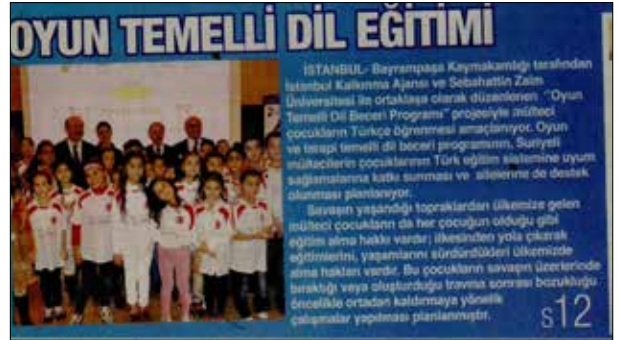 OYUN TEMELLİ DİL EĞİTİMİ
İSTANBUL- Bayrampaşa Kaymakamlığı tarafından
İstanbul Kalkınma Ajansı ve Sebahattin Zaim
Üniversitesi ile ortaklaşa olarak düzenlenen "Oyun
Temelli Dil Beceri Programı" projesiyle mülteci
çocukların Türkçe öğrenmesi amaçlanıyor. Oyun
ve terapi temelli dil beceri programının, Suriyeli
mültecilerin çocuklarının Türk eğitim sistemine uyum
sağlamalarına katkı sunması ve ailelerine de destek
olunması planlanıyor.
Savaşın yaşandığı topraklardan ülkemize gelen
mülteci çocukların da her çocuğun olduğu gibi
eğitim alma hakkı vardır; ilkesinden yola çıkarak
eğitimlerini, yaşamlarını sürdürdükleri ülkemizde
alma hakları vardır. Bu çocukların savaşın üzerlerinde
bıraktığı veya oluşturduğu travma sonrası bozukluğu
öncelikle ortadan kaldırmaya yönelik
çalışmalar yapılması planlanmıştır.
s12